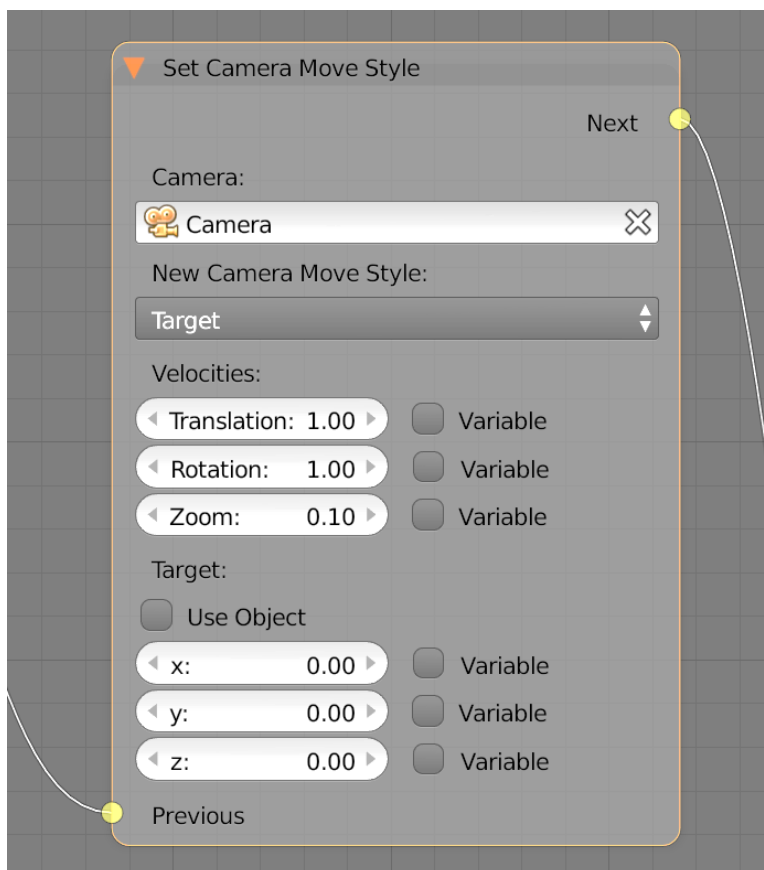 Set Camera Move Style
Next
Camera:
Camera
New Camera Move Style:
Target
Velocities:
Translation: 1.00 Variable
Rotation: 1.00 Variable
Zoom: 0.10 Variable
Target:
Use Object
x: 0.00 Variable
y: 0.00 Variable
z: 0.00 Variable
Previous